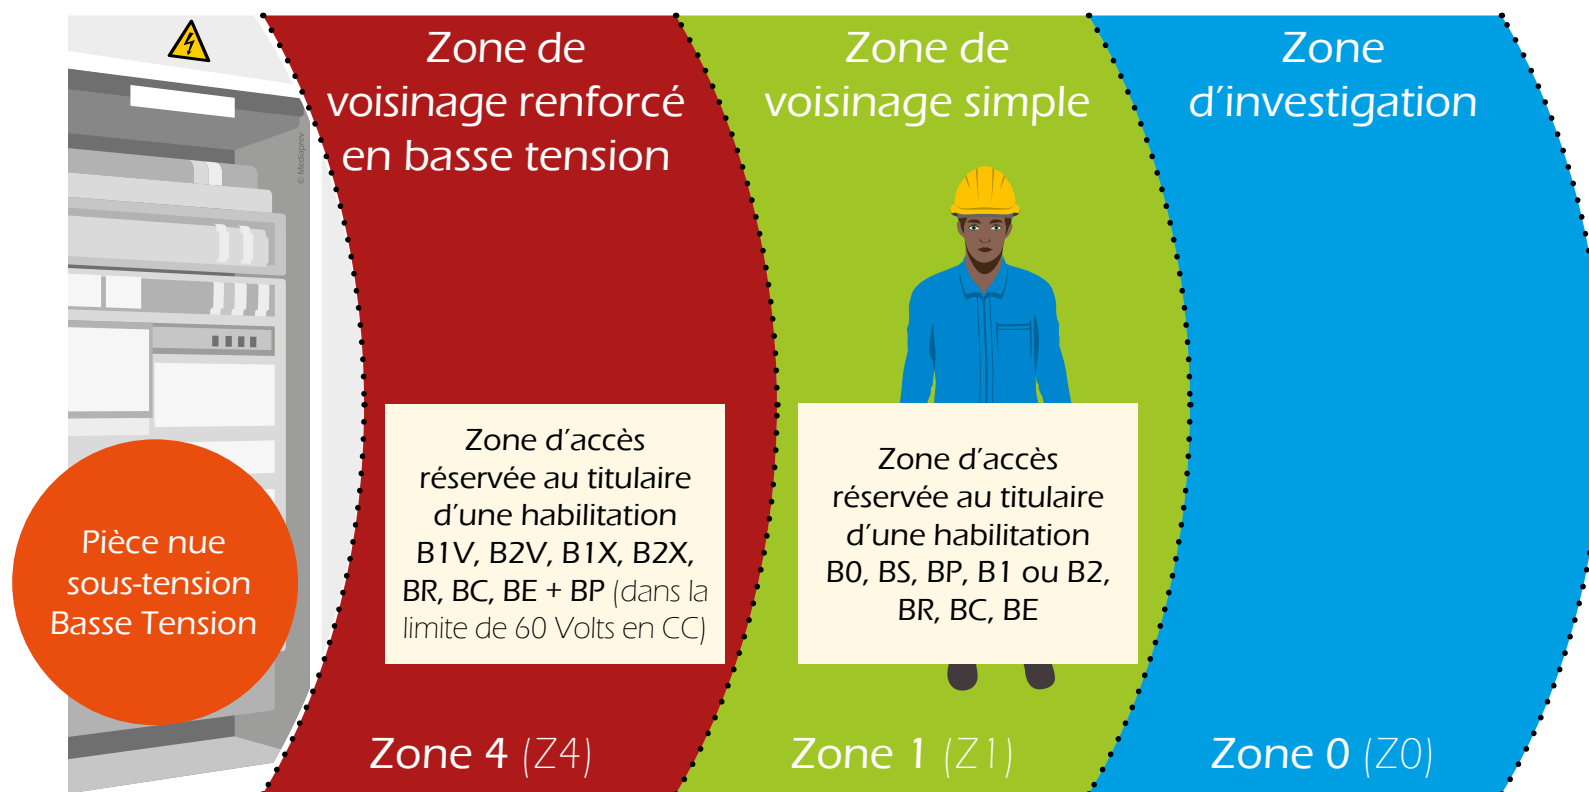 Zone de
voisinage renforcé
en basse tension
Zone de
voisinage simple
Zone
d'investigation
© Mediaprev
Zone d'accès
réservée au titulaire
d'une habilitation
B1V, B2V, B1X, B2X,
BR, BC, BE + BP (dans la
limite de 60 Volts en CC)
Zone d'accès
réservée au titulaire
d'une habilitation
B0, BS, BP, B1 ou B2,
BR, BC, BE
Pièce nue
sous-tension
Basse Tension
Zone 4 (Z4)
Zone 1 (Z1)
Zone 0 (Z0)